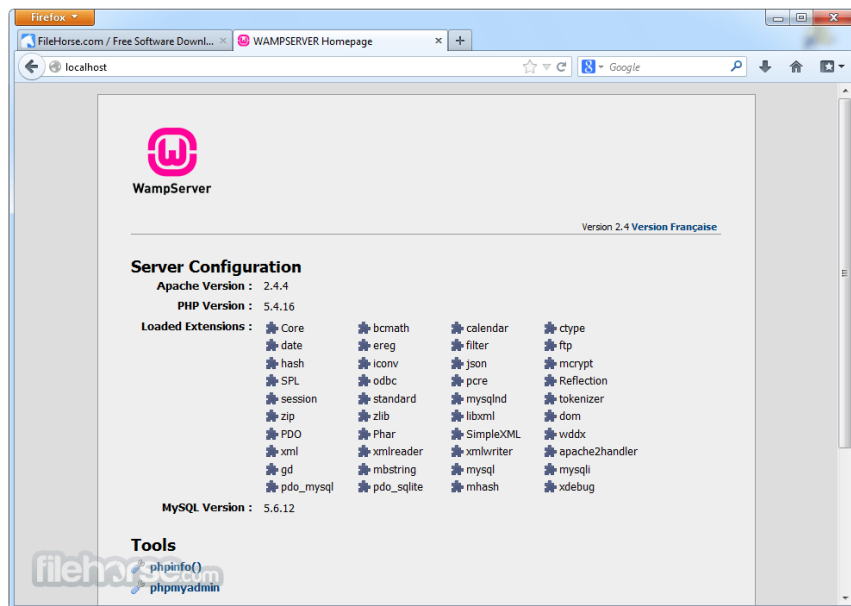 Firefox
FileHorse.com / Free Software Downl...
WAMPSERVER Homepage
localhost
Google
WampServer
Version 2.4 Version Française
Server Configuration
Apache Version : 2.4.4
PHP Version : 5.4.16
Loaded Extensions : Core bcmath calendar ctype
date ereg filter ftp
hash iconv json mcrypt
SPL odbc pcre Reflection
session standard mysqlnd tokenizer
zip zlib libxml dom
PDO Phar SimpleXML wddx
xml xmlreader xmlwriter apache2handler
gd mbstring mysql mysqli
pdo_mysql pdo_sqlite mhash xdebug
MySQL Version : 5.6.12
Tools
phpinfo()
phpmyadmin
filehorse.com